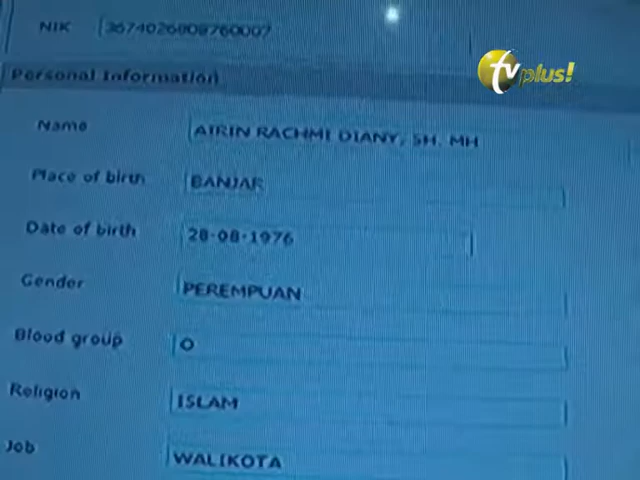 NIK 3674026808760007
tvplus!
Personal Information
Name AIRIN RACHMI DIANY, SH. MH
Place of birth BANJAR
Date of birth 28-08-1976
Gender PEREMPUAN
Blood group O
Religion ISLAM
Job WALIKOTA